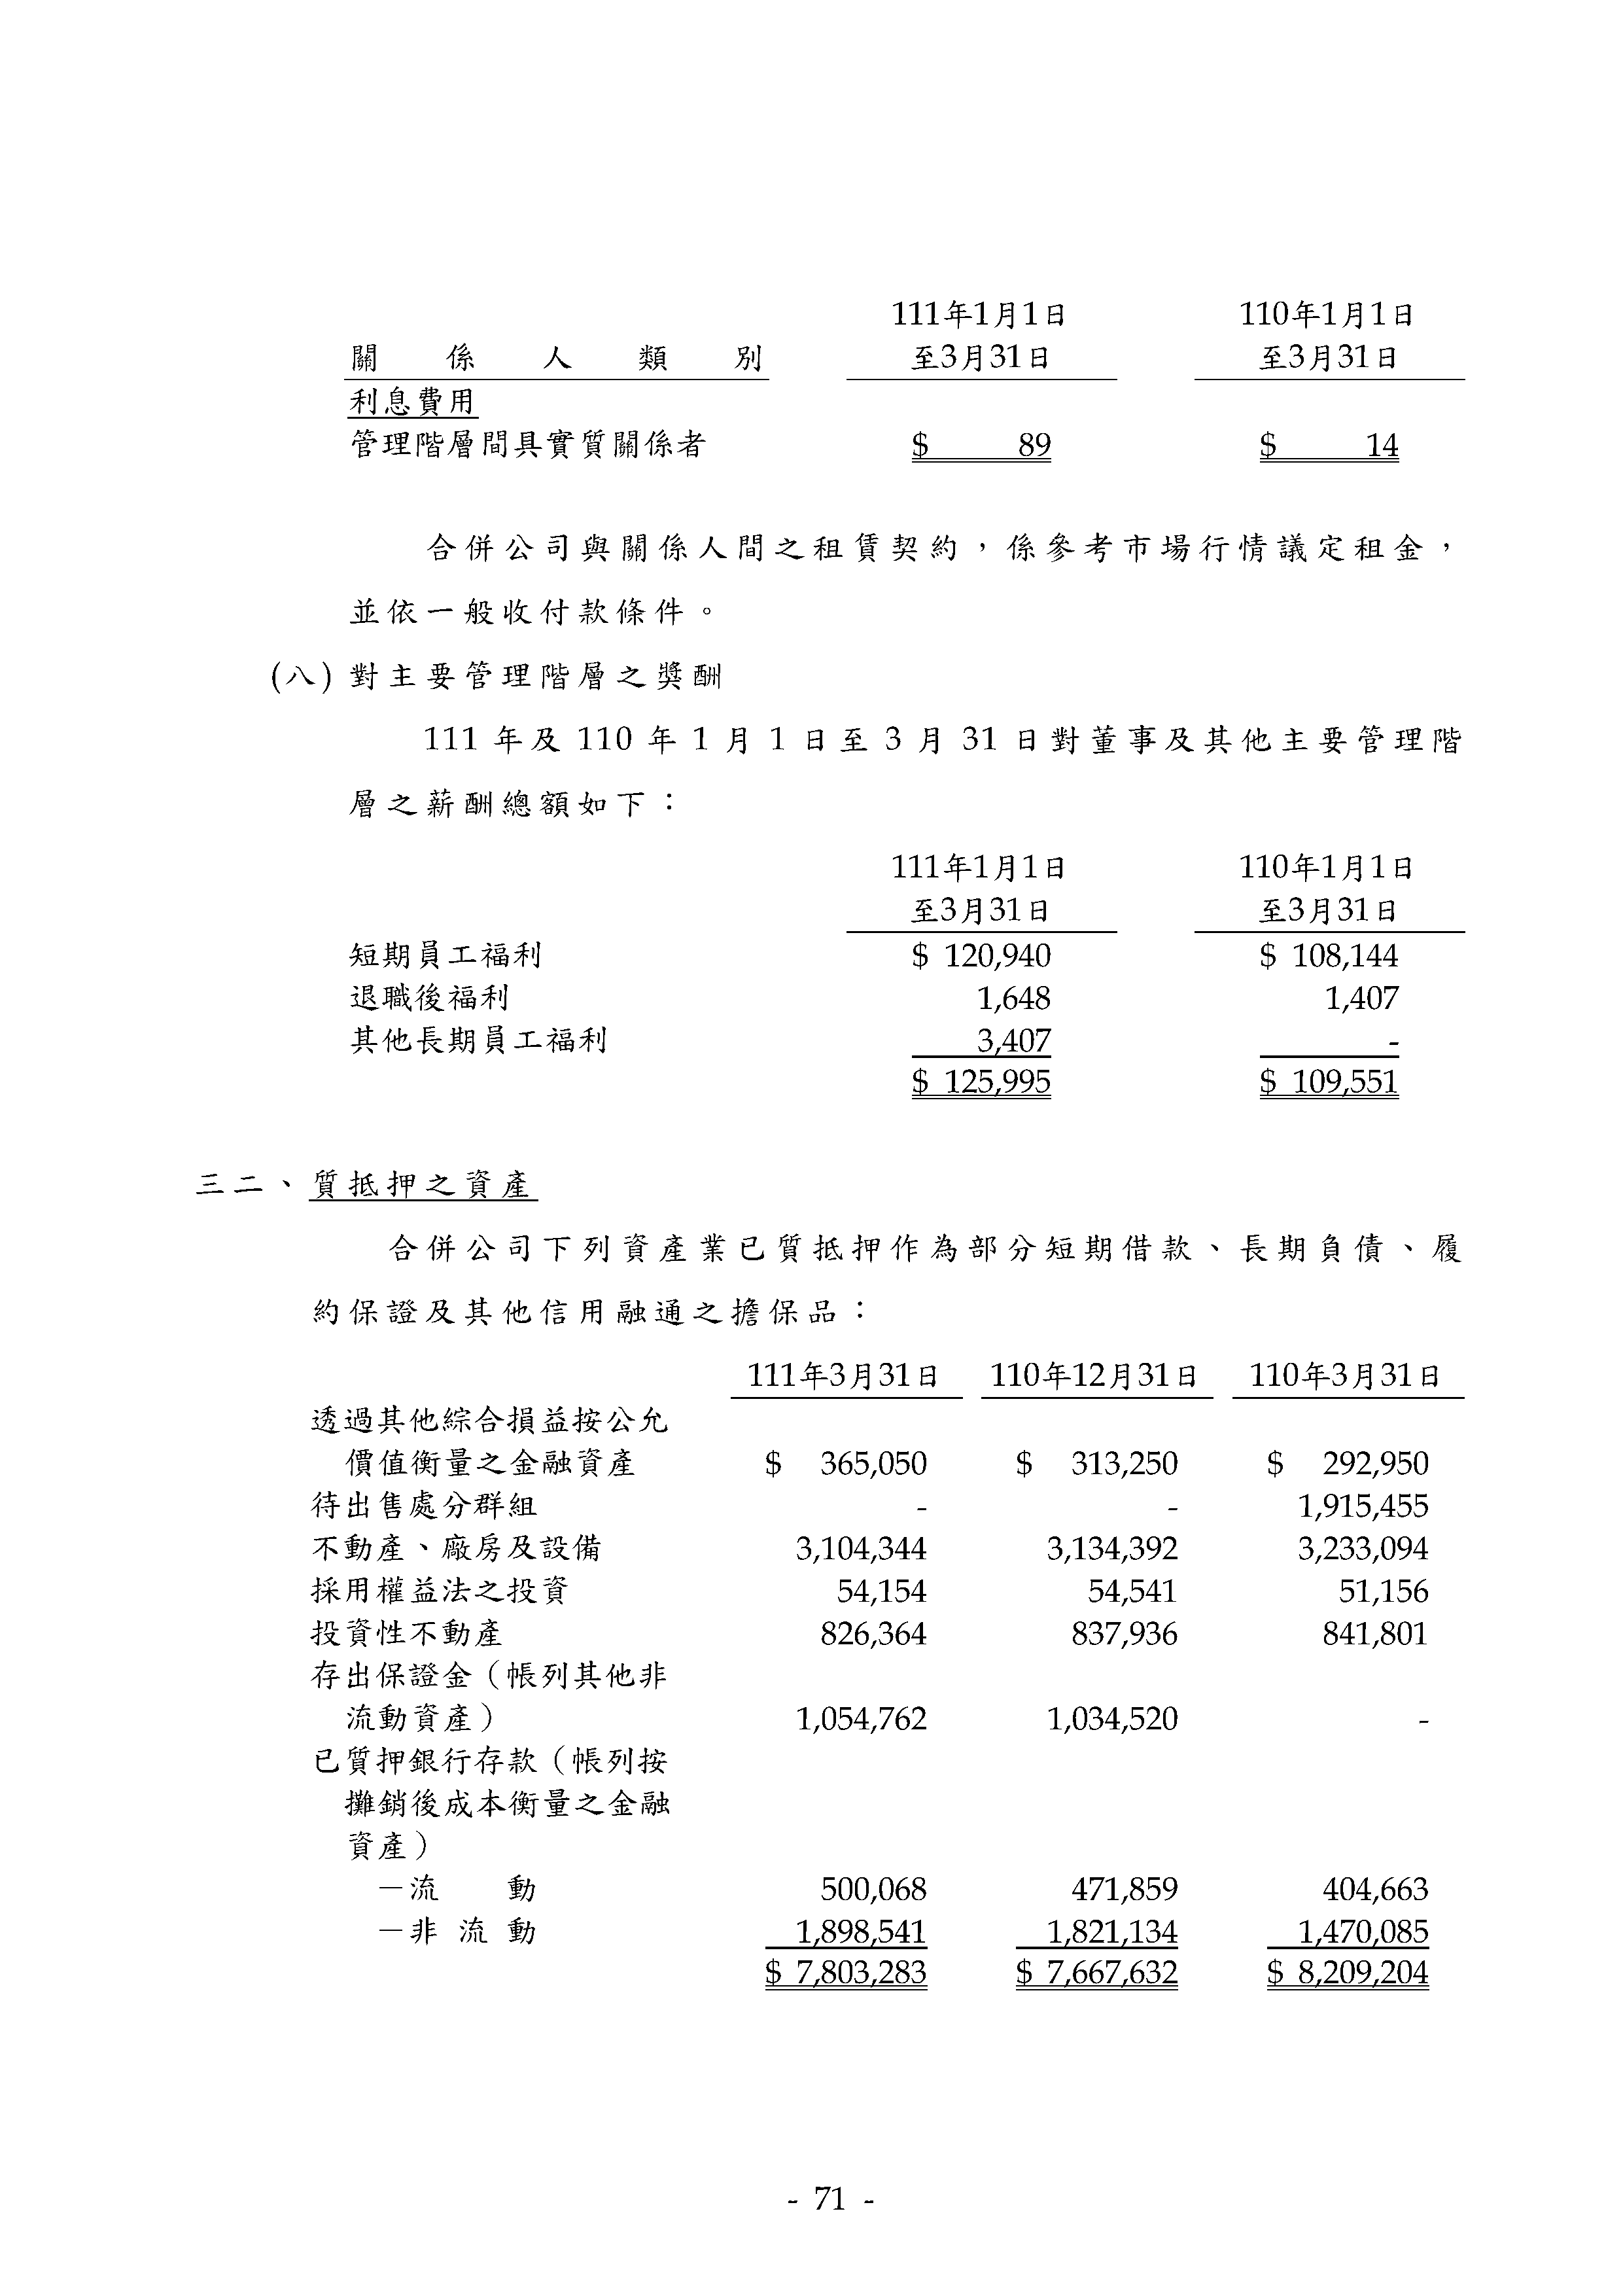 111年1月1日 110年1月1日
關係人類別 至3月31日 至3月31日
利息費用
管理階層間具實質關係者 $ 89 $ 14
合併公司與關係人間之租賃契約，係參考市場行情議定租金，
並依一般收付款條件。
(八) 對主要管理階層之獎酬
111 年及 110 年 1 月 1 日至 3 月 31 日對董事及其他主要管理階
層之薪酬總額如下：
111年1月1日 110年1月1日
至3月31日 至3月31日
短期員工福利 $ 120,940 $ 108,144
退職後福利 1,648 1,407
其他長期員工福利 3,407 -
$ 125,995 $ 109,551
三二、質抵押之資產
合併公司下列資產業已質抵押作為部分短期借款、長期負債、履
約保證及其他信用融通之擔保品：
111年3月31日 110年12月31日 110年3月31日
透過其他綜合損益按公允
價值衡量之金融資產 $ 365,050 $ 313,250 $ 292,950
待出售處分群組 - - 1,915,455
不動產、廠房及設備 3,104,344 3,134,392 3,233,094
採用權益法之投資 54,154 54,541 51,156
投資性不動產 826,364 837,936 841,801
存出保證金（帳列其他非
流動資產） 1,054,762 1,034,520 -
已質押銀行存款（帳列按
攤銷後成本衡量之金融
資產）
－流動 500,068 471,859 404,663
－非流動 1,898,541 1,821,134 1,470,085
$ 7,803,283 $ 7,667,632 $ 8,209,204
- 71 -